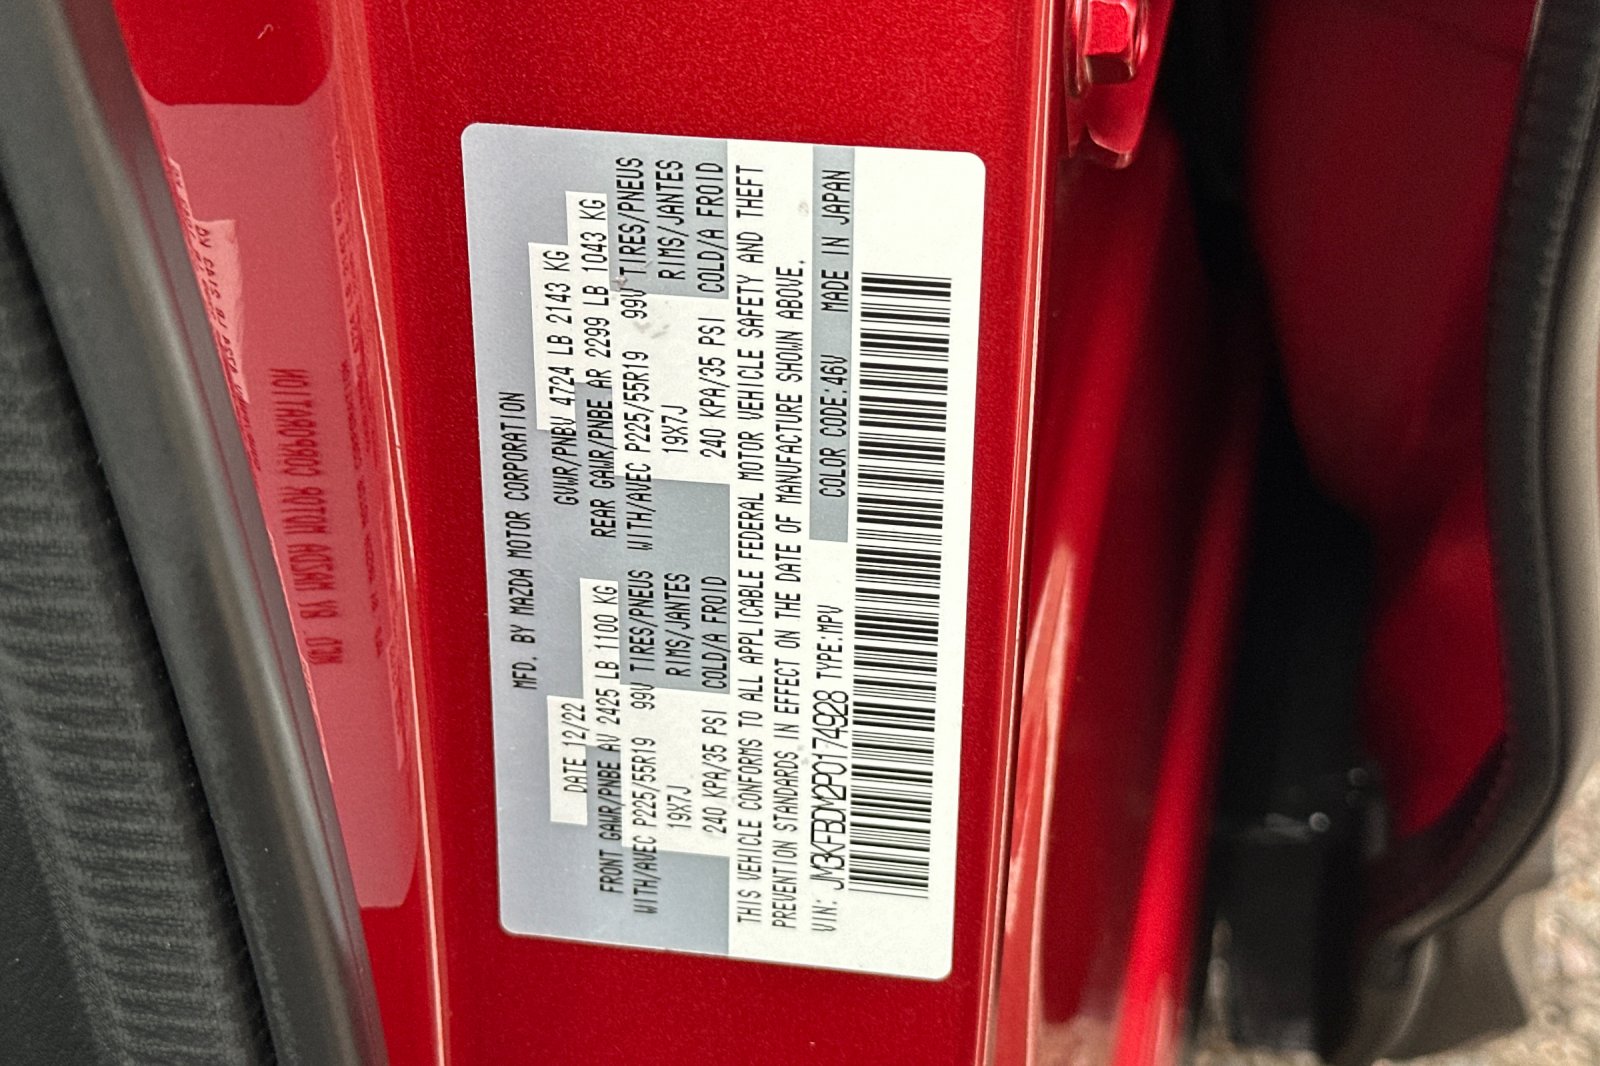 MFD. BY MAZDA MOTOR CORPORATION
DATE 12/22 GVWR/PNBV 4724 LB 2143 KG
FRONT GAWR/PNBE AV 2425 LB 1100 KG REAR GAWR/PNBE AR 2299 LB 1043 KG
WITH/AVEC P225/55R19 99V TIRES/PNEUS WITH/AVEC P225/55R19 99V TIRES/PNEUS
19X7J RIMS/JANTES 19X7J RIMS/JANTES
240 KPA/35 PSI COLD/A FROID 240 KPA/35 PSI COLD/A FROID
THIS VEHICLE CONFORMS TO ALL APPLICABLE FEDERAL MOTOR VEHICLE SAFETY AND THEFT
PREVENTION STANDARDS IN EFFECT ON THE DATE OF MANUFACTURE SHOWN ABOVE.
VIN: JM3KFBDM2P0174928 TYPE:MPV COLOR CODE:46V MADE IN JAPAN